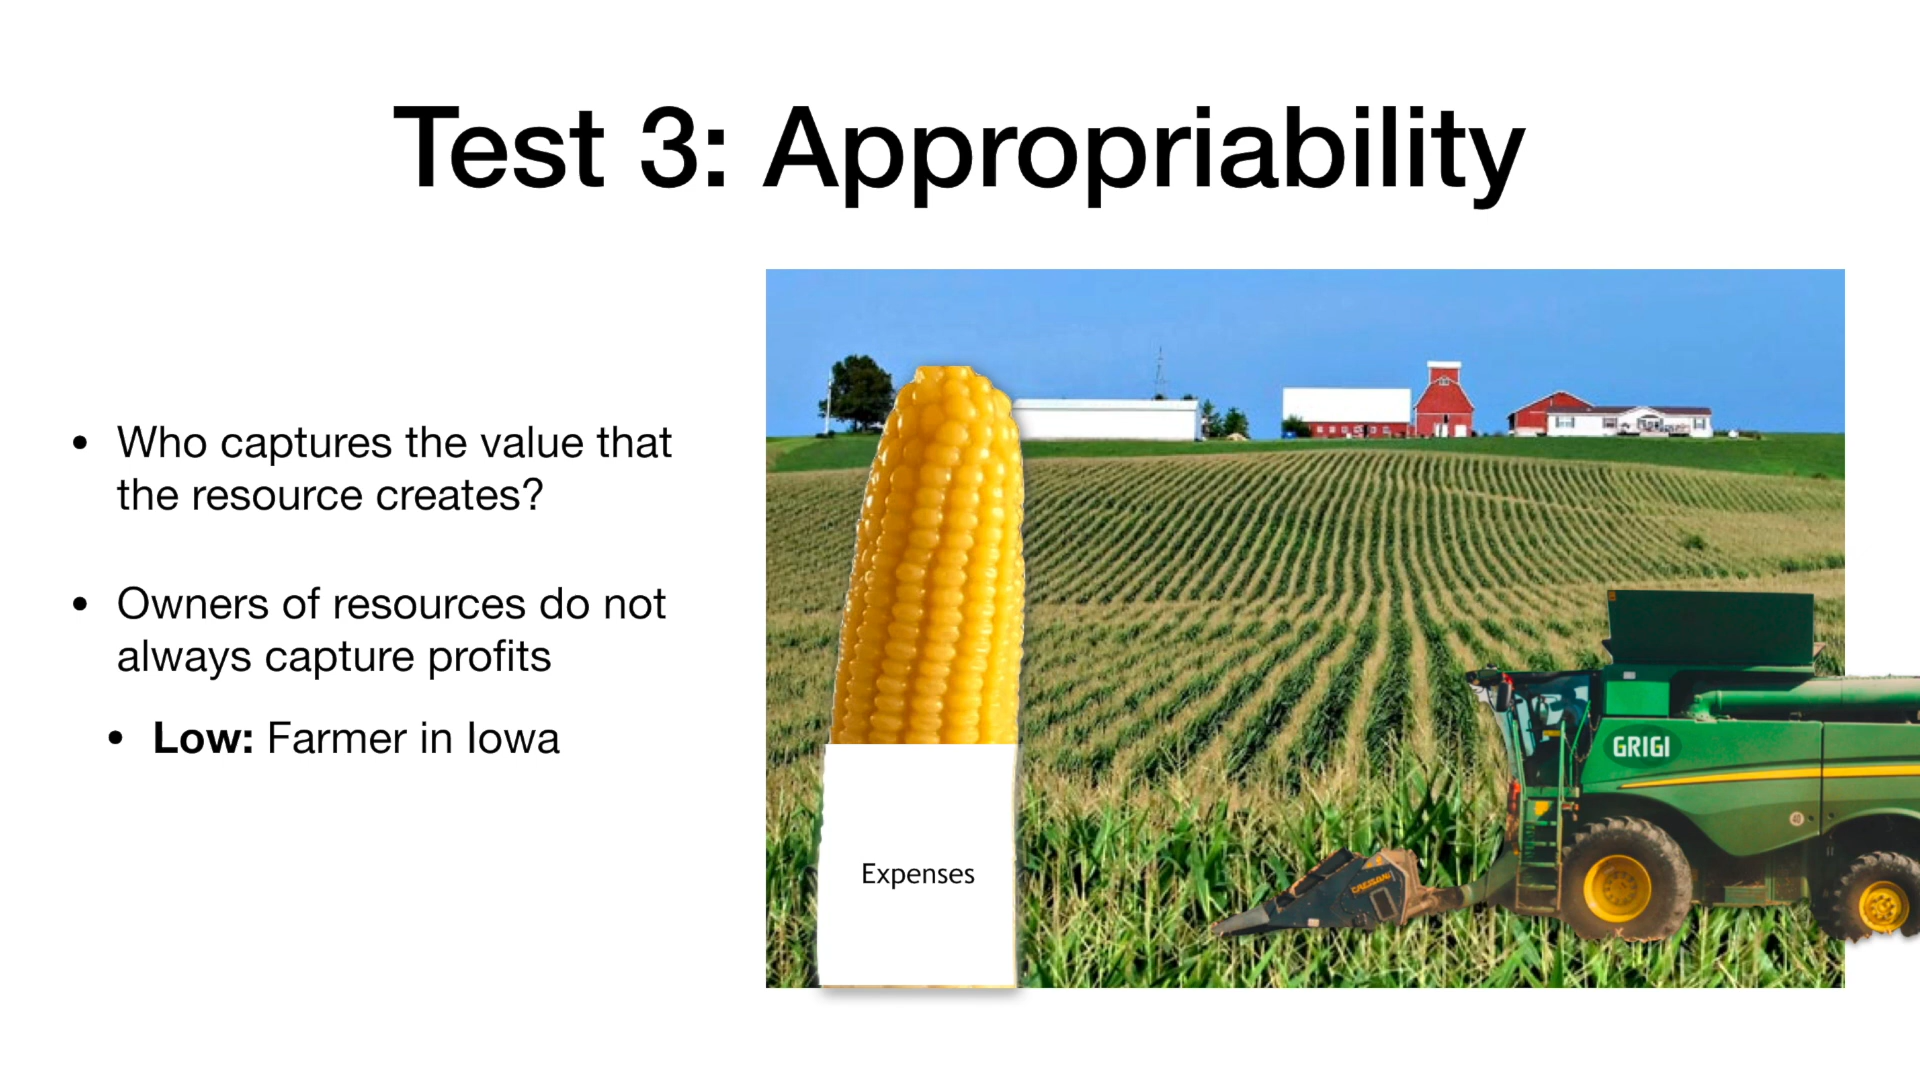 Test 3: Appropriability
• Who captures the value that
the resource creates?
• Owners of resources do not
always capture profits
• Low: Farmer in Iowa
Expenses
GRIGI